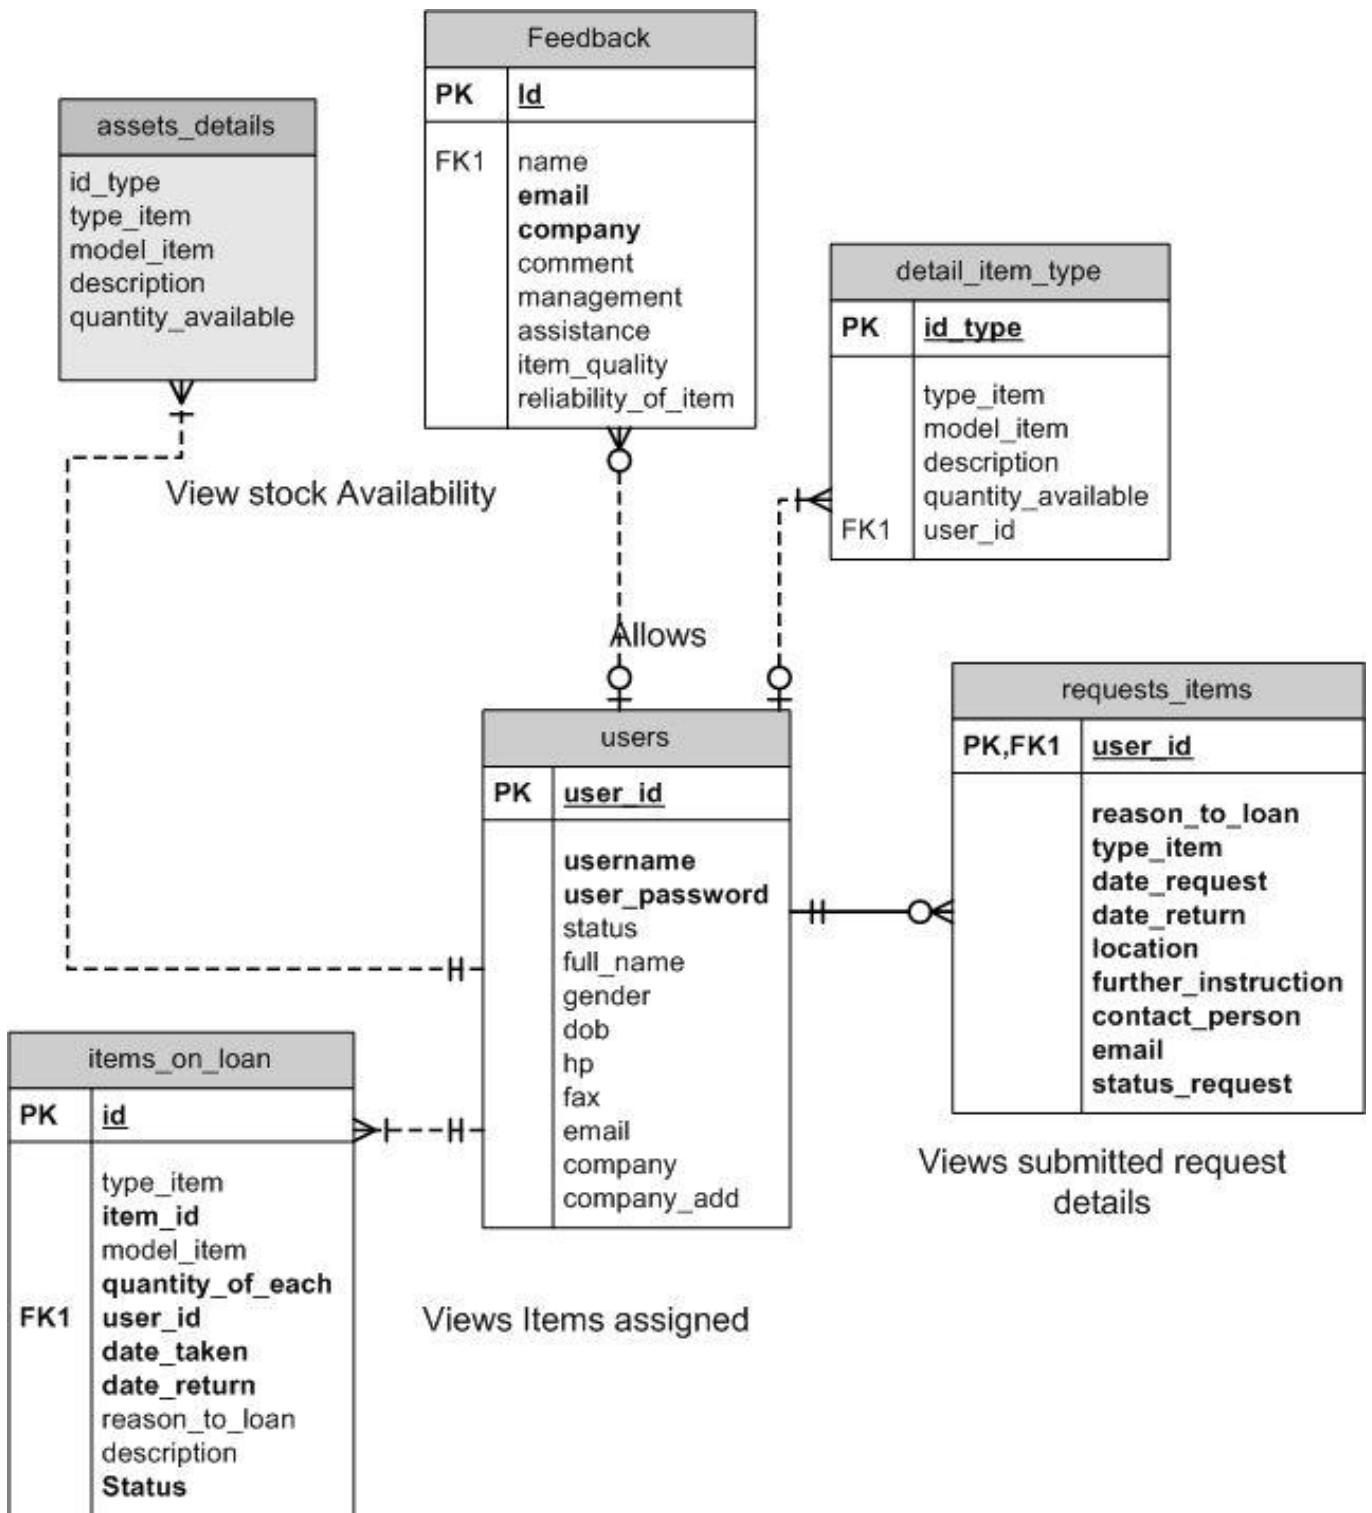 Feedback
PK Id
FK1 name
email
company
comment
management
assistance
item_quality
reliability_of_item
assets_details
id_type
type_item
model_item
description
quantity_available
detail_item_type
PK id_type
type_item
model_item
description
quantity_available
FK1 user_id
View stock Availability
Allows
users
PK user_id
username
user_password
status
full_name
gender
dob
hp
fax
email
company
company_add
requests_items
PK,FK1 user_id
reason_to_loan
type_item
date_request
date_return
location
further_instruction
contact_person
email
status_request
Views submitted request
details
items_on_loan
PK id
type_item
item_id
model_item
quantity_of_each
FK1 user_id
date_taken
date_return
reason_to_loan
description
Status
Views Items assigned